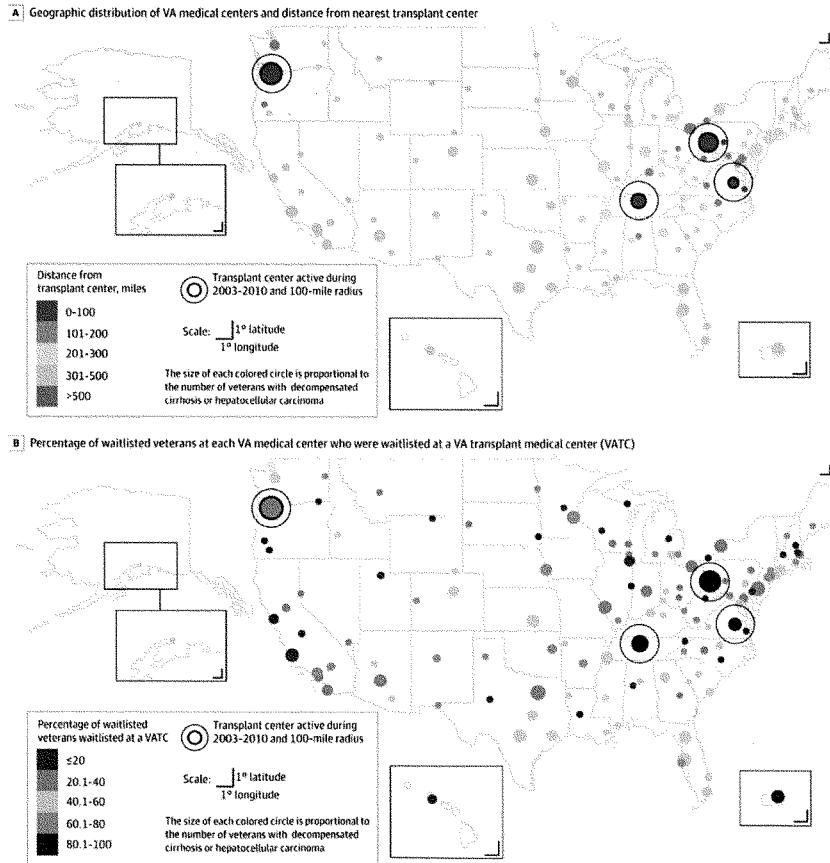 A Geographic distribution of VA medical centers and distance from nearest transplant center
Distance from
transplant center, miles
0-100
101-200
201-300
301-500
>500
Transplant center active during
2003-2010 and 100-mile radius
Scale: 1° latitude
1° longitude
The size of each colored circle is proportional to
the number of veterans with decompensated
cirrhosis or hepatocellular carcinoma
B Percentage of waitlisted veterans at each VA medical center who were waitlisted at a VA transplant medical center (VATC)
Percentage of waitlisted
veterans waitlisted at a VATC
≤20
20.1-40
40.1-60
60.1-80
80.1-100
Transplant center active during
2003-2010 and 100-mile radius
Scale: 1° latitude
1° longitude
The size of each colored circle is proportional to
the number of veterans with decompensated
cirrhosis or hepatocellular carcinoma